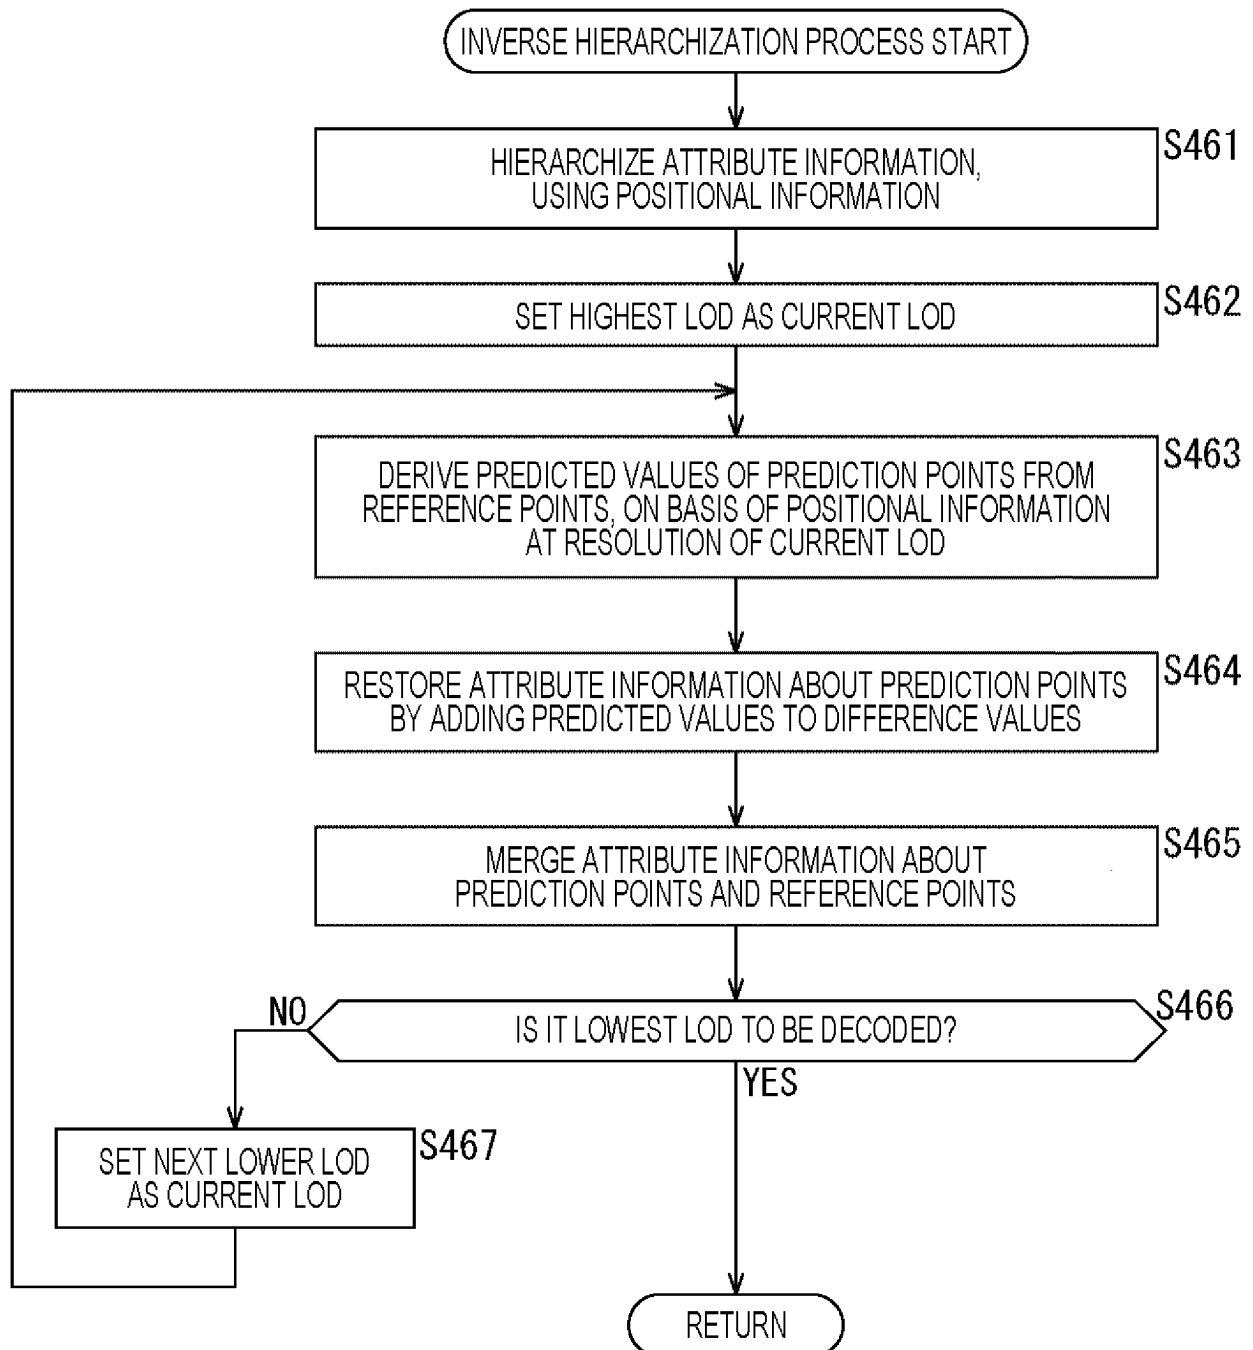 INVERSE HIERARCHIZATION PROCESS START
S461
HIERARCHIZE ATTRIBUTE INFORMATION,
USING POSITIONAL INFORMATION
S462
SET HIGHEST LOD AS CURRENT LOD
S463
DERIVE PREDICTED VALUES OF PREDICTION POINTS FROM
REFERENCE POINTS, ON BASIS OF POSITIONAL INFORMATION
AT RESOLUTION OF CURRENT LOD
S464
RESTORE ATTRIBUTE INFORMATION ABOUT PREDICTION POINTS
BY ADDING PREDICTED VALUES TO DIFFERENCE VALUES
S465
MERGE ATTRIBUTE INFORMATION ABOUT
PREDICTION POINTS AND REFERENCE POINTS
S466
NO
IS IT LOWEST LOD TO BE DECODED?
YES
S467
SET NEXT LOWER LOD
AS CURRENT LOD
RETURN